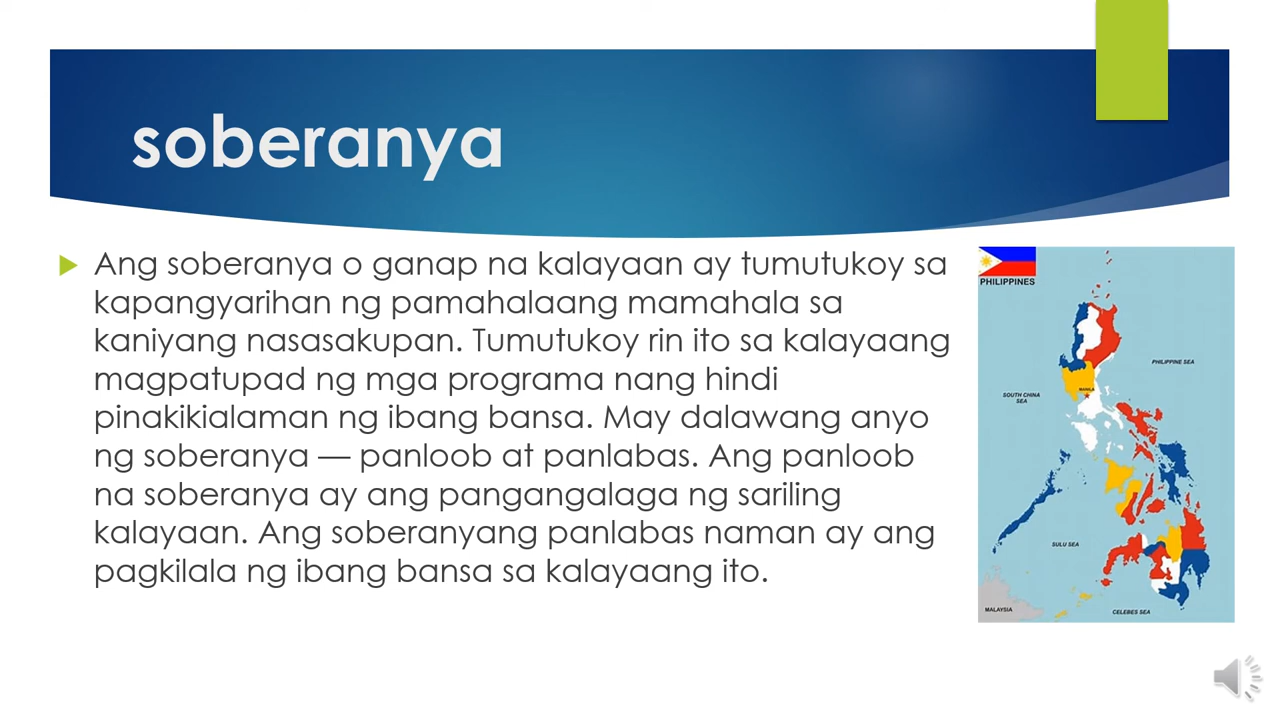 soberanya
Ang soberanya o ganap na kalayaan ay tumutukoy sa
kapangyarihan ng pamahalaang mamahala sa
kaniyang nasasakupan. Tumutukoy rin ito sa kalayaang
magpatupad ng mga programa nang hindi
pinakikialaman ng ibang bansa. May dalawang anyo
ng soberanya — panloob at panlabas. Ang panloob
na soberanya ay ang pangangalaga ng sariling
kalayaan. Ang soberanyang panlabas naman ay ang
pagkilala ng ibang bansa sa kalayaang ito.
PHILIPPINES
PHILIPPINE SEA
MANILA
SOUTH CHINA
SEA
SULU SEA
MALAYSIA
CELEBES SEA